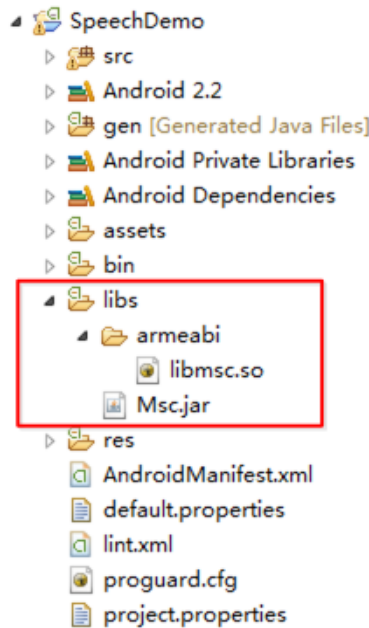 SpeechDemo
src
Android 2.2
gen [Generated Java Files]
Android Private Libraries
Android Dependencies
assets
bin
libs
armeabi
libmsc.so
Msc.jar
res
AndroidManifest.xml
default.properties
lint.xml
proguard.cfg
project.properties